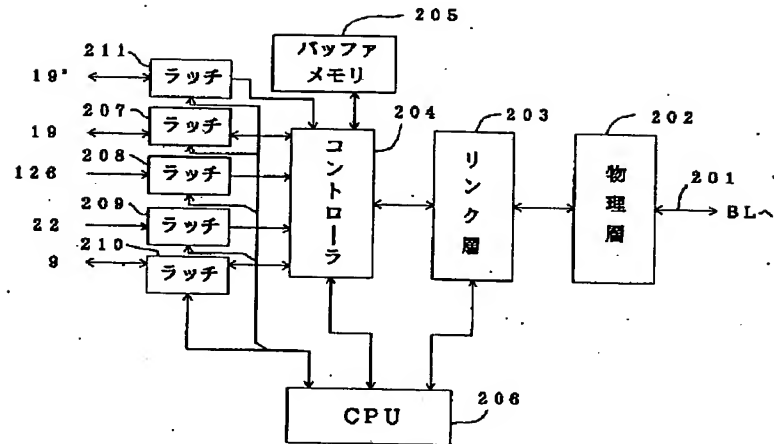 205
バッファ
メモリ
211
ラッチ
19'
207
ラッチ
19
208
ラッチ
126
209
ラッチ
22
210
ラッチ
9
コントローラ
204
リンク層
203
物理層
202
201
BLへ
CPU
206